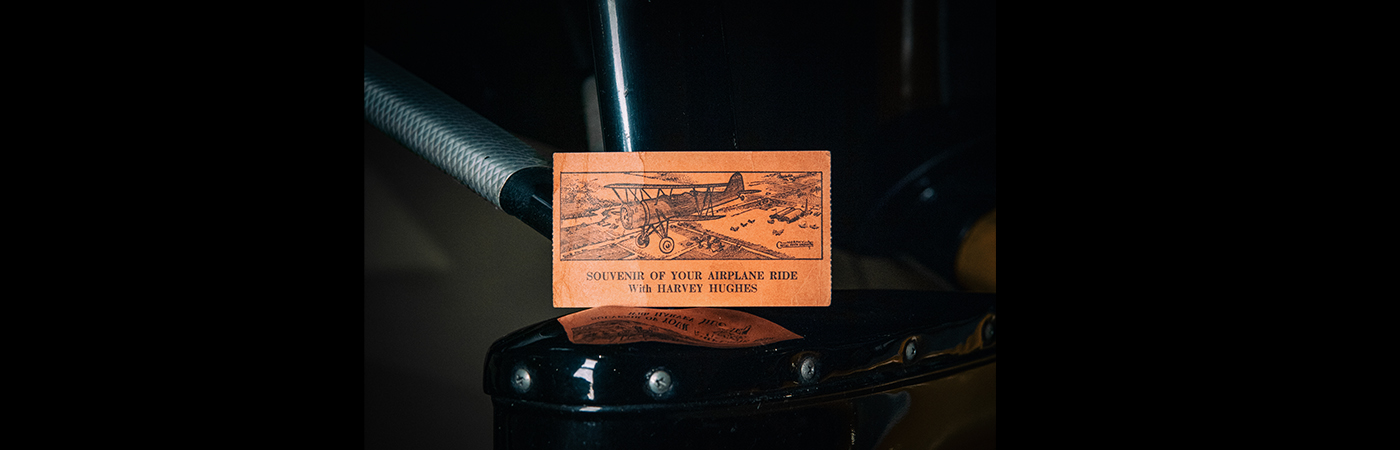 SOUVENIR OF YOUR AIRPLANE RIDE
With HARVEY HUGHES